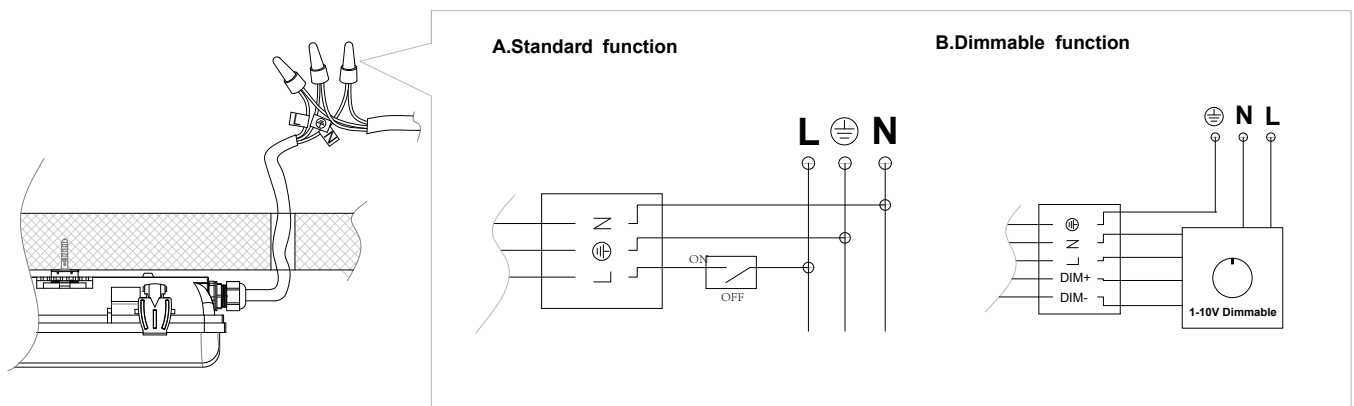 A.Standard function
L ⏚ N
N
⏚
L
ON
OFF
B.Dimmable function
⏚ N L
⏚
N
L
DIM+
DIM-
1-10V Dimmable
L
N